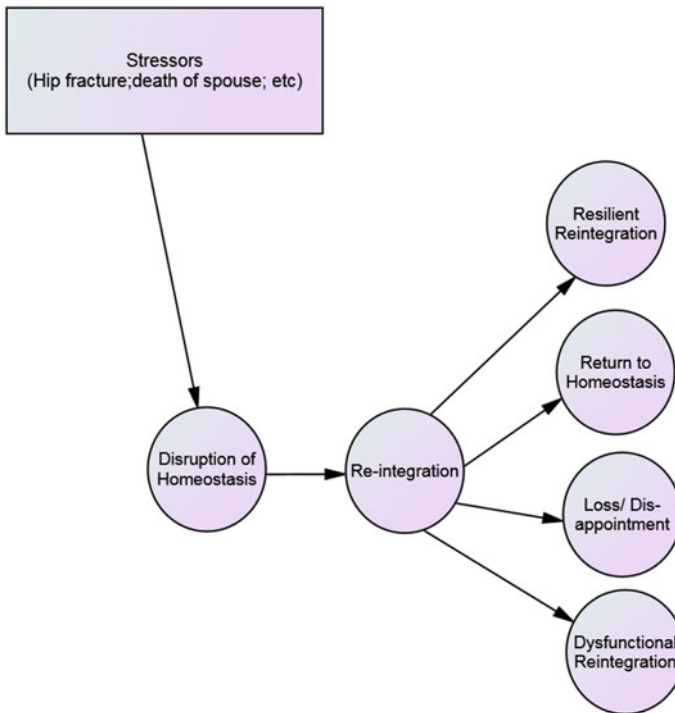 Stressors
(Hip fracture;death of spouse; etc)
Resilient
Reintegration
Return to
Homeostasis
Disruption of
Homeostasis
Re-integration
Loss/ Dis-
appointment
Dysfunctional
Reintegration